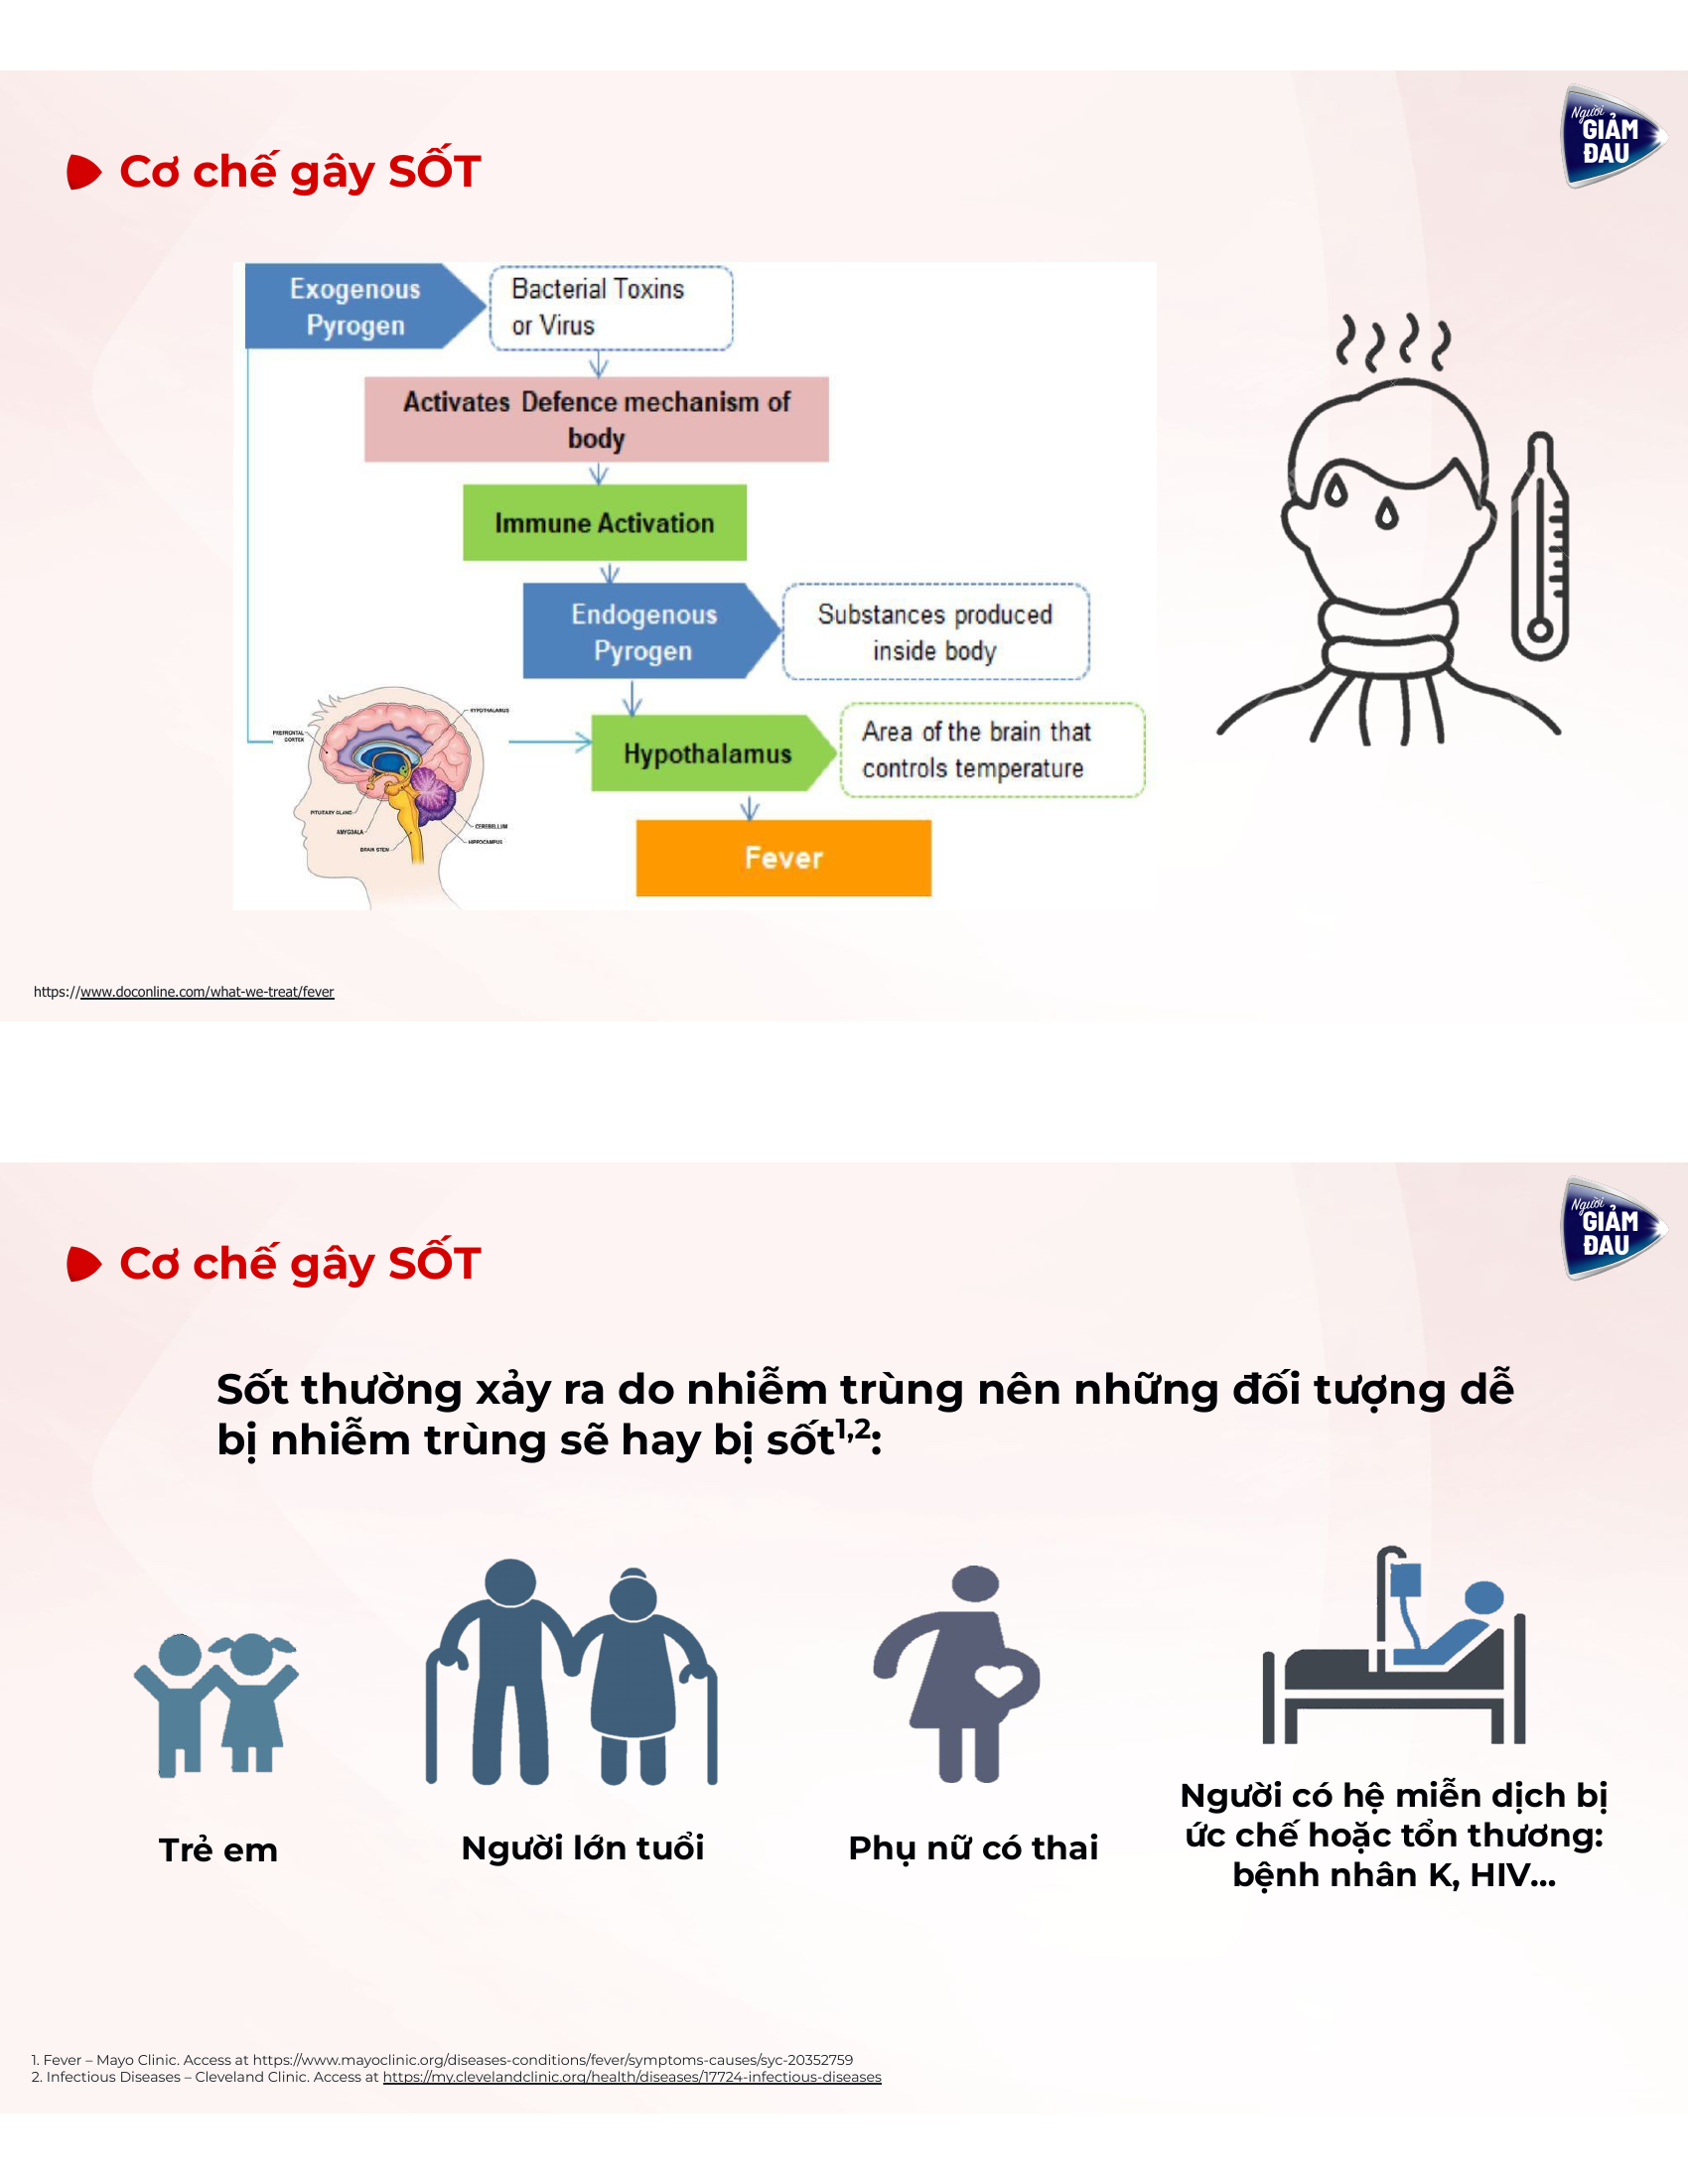 Người
GIẢM
ĐAU
Cơ chế gây SỐT
Exogenous
Pyrogen
Bacterial Toxins
or Virus
Activates Defence mechanism of
body
Immune Activation
Endogenous
Pyrogen
Substances produced
inside body
HYPOTHALAMUS
PREFRONTAL
CORTEX
Hypothalamus
Area of the brain that
controls temperature
PITUITARY GLAND
AMYGDALA
BRAIN STEM
CEREBELLUM
HIPPOCAMPUS
Fever
https://www.doconline.com/what-we-treat/fever
Người
GIẢM
ĐAU
Cơ chế gây SỐT
Sốt thường xảy ra do nhiễm trùng nên những đối tượng dễ
bị nhiễm trùng sẽ hay bị sốt¹,²:
Trẻ em
Người lớn tuổi
Phụ nữ có thai
Người có hệ miễn dịch bị
ức chế hoặc tổn thương:
bệnh nhân K, HIV...
1. Fever – Mayo Clinic. Access at https://www.mayoclinic.org/diseases-conditions/fever/symptoms-causes/syc-20352759
2. Infectious Diseases – Cleveland Clinic. Access at https://my.clevelandclinic.org/health/diseases/17724-infectious-diseases